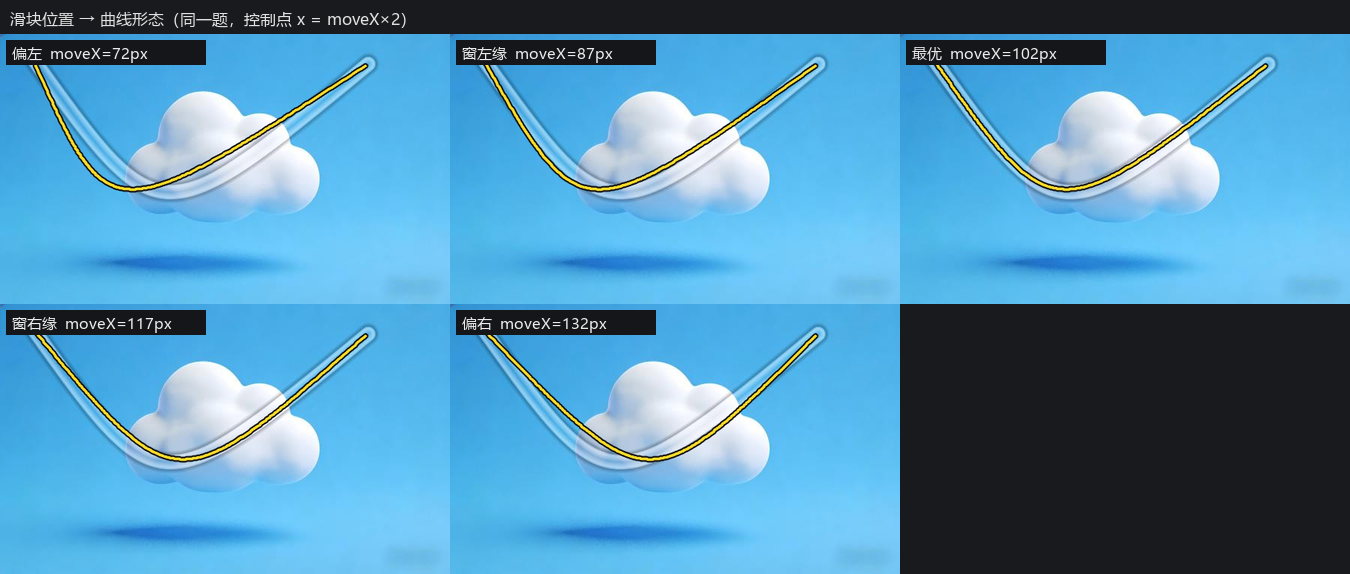 滑块位置 → 曲线形态（同一题，控制点 x = moveX×2）
偏左 moveX=72px
窗左缘 moveX=87px
最优 moveX=102px
窗右缘 moveX=117px
偏右 moveX=132px